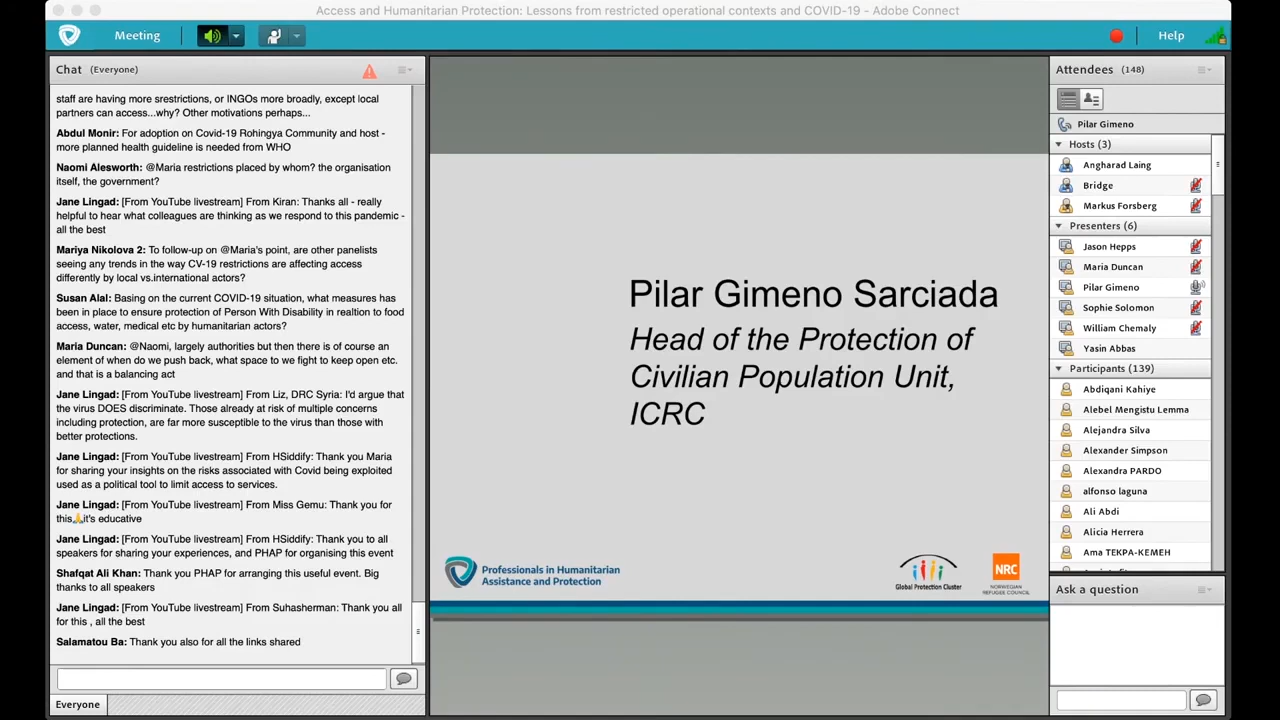 Access and Humanitarian Protection: Lessons from restricted operational contexts and COVID-19 - Adobe Connect
Meeting
Help
Chat (Everyone)
staff are having more srestrictions, or INGOs more broadly, except local
partners can access...why? Other motivations perhaps...
Abdul Monir: For adoption on Covid-19 Rohingya Community and host -
more planned health guideline is needed from WHO
Naomi Alesworth: @Maria restrictions placed by whom? the organisation
itself, the government?
Jane Lingad: [From YouTube livestream] From Kiran: Thanks all - really
helpful to hear what colleagues are thinking as we respond to this pandemic -
all the best
Mariya Nikolova 2: To follow-up on @Maria's point, are other panelists
seeing any trends in the way CV-19 restrictions are affecting access
differently by local vs.international actors?
Susan Alal: Basing on the current COVID-19 situation, what measures has
been in place to ensure protection of Person With Disability in realtion to food
access, water, medical etc by humanitarian actors?
Maria Duncan: @Naomi, largely authorities but then there is of course an
element of when do we push back, what space to we fight to keep open etc.
and that is a balancing act
Jane Lingad: [From YouTube livestream] From Liz, DRC Syria: I'd argue that
the virus DOES discriminate. Those already at risk of multiple concerns
including protection, are far more susceptible to the virus than those with
better protections.
Jane Lingad: [From YouTube livestream] From HSiddify: Thank you Maria
for sharing your insights on the risks associated with Covid being exploited
used as a political tool to limit access to services.
Jane Lingad: [From YouTube livestream] From Miss Gemu: Thank you for
this🙏it's educative
Jane Lingad: [From YouTube livestream] From HSiddify: Thank you to all
speakers for sharing your experiences, and PHAP for organising this event
Shafqat Ali Khan: Thank you PHAP for arranging this useful event. Big
thanks to all speakers
Jane Lingad: [From YouTube livestream] From Suhasherman: Thank you all
for this , all the best
Salamatou Ba: Thank you also for all the links shared
Everyone
Pilar Gimeno Sarciada
Head of the Protection of
Civilian Population Unit,
ICRC
Professionals in Humanitarian
Assistance and Protection
Global Protection Cluster
NRC
NORWEGIAN
REFUGEE COUNCIL
Attendees (148)
Pilar Gimeno
Hosts (3)
Angharad Laing
Bridge
Markus Forsberg
Presenters (6)
Jason Hepps
Maria Duncan
Pilar Gimeno
Sophie Solomon
William Chemaly
Yasin Abbas
Participants (139)
Abdiqani Kahiye
Alebel Mengistu Lemma
Alejandra Silva
Alexander Simpson
Alexandra PARDO
alfonso laguna
Ali Abdi
Alicia Herrera
Ama TEKPA-KEMEH
Ask a question